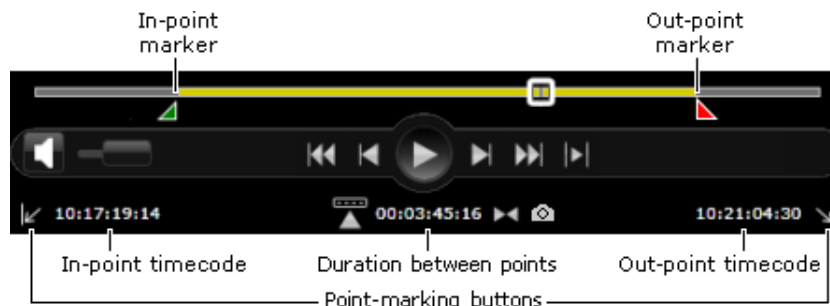 In-point
marker
Out-point
marker
10:17:19:14
00:03:45:16
10:21:04:30
In-point timecode
Duration between points
Out-point timecode
Point-marking buttons